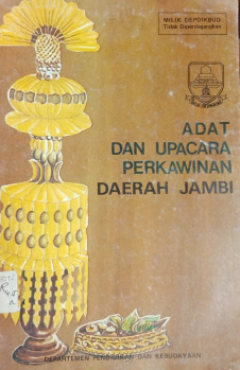 MILIK DEPDIKBUD
Tidak Diperdagangkan
ADAT
DAN UPACARA
PERKAWINAN
DAERAH JAMBI
DEPARTEMEN PENDIDIKAN DAN KEBUDAYAAN